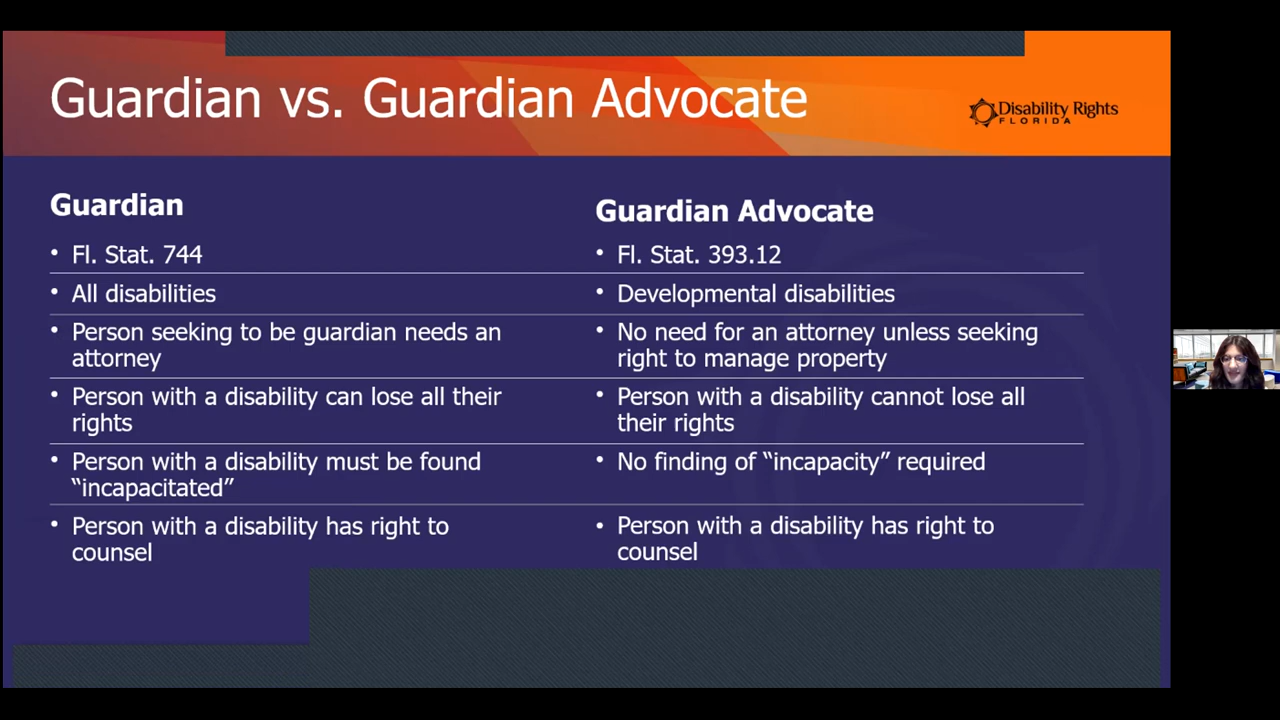 Guardian vs. Guardian Advocate
Disability Rights
FLORIDA
Guardian
• Fl. Stat. 744
• All disabilities
• Person seeking to be guardian needs an
attorney
• Person with a disability can lose all their
rights
• Person with a disability must be found
“incapacitated”
• Person with a disability has right to
counsel
Guardian Advocate
• Fl. Stat. 393.12
• Developmental disabilities
• No need for an attorney unless seeking
right to manage property
• Person with a disability cannot lose all
their rights
• No finding of “incapacity” required
• Person with a disability has right to
counsel